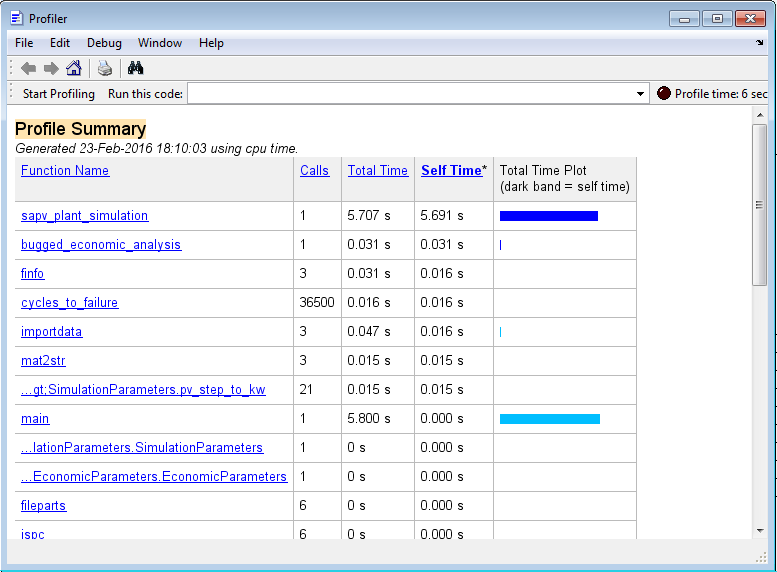 Profiler
File Edit Debug Window Help
Start Profiling Run this code: Profile time: 6 sec
Profile Summary
Generated 23-Feb-2016 18:10:03 using cpu time.
Function Name Calls Total Time Self Time* Total Time Plot
(dark band = self time)
sapv_plant_simulation 1 5.707 s 5.691 s
bugged_economic_analysis 1 0.031 s 0.031 s
finfo 3 0.031 s 0.016 s
cycles_to_failure 36500 0.016 s 0.016 s
importdata 3 0.047 s 0.016 s
mat2str 3 0.015 s 0.015 s
...gt;SimulationParameters.pv_step_to_kw 21 0.015 s 0.015 s
main 1 5.800 s 0.000 s
...lationParameters.SimulationParameters 1 0 s 0.000 s
...EconomicParameters.EconomicParameters 1 0 s 0.000 s
fileparts 6 0 s 0.000 s
ispc 6 0 s 0.000 s